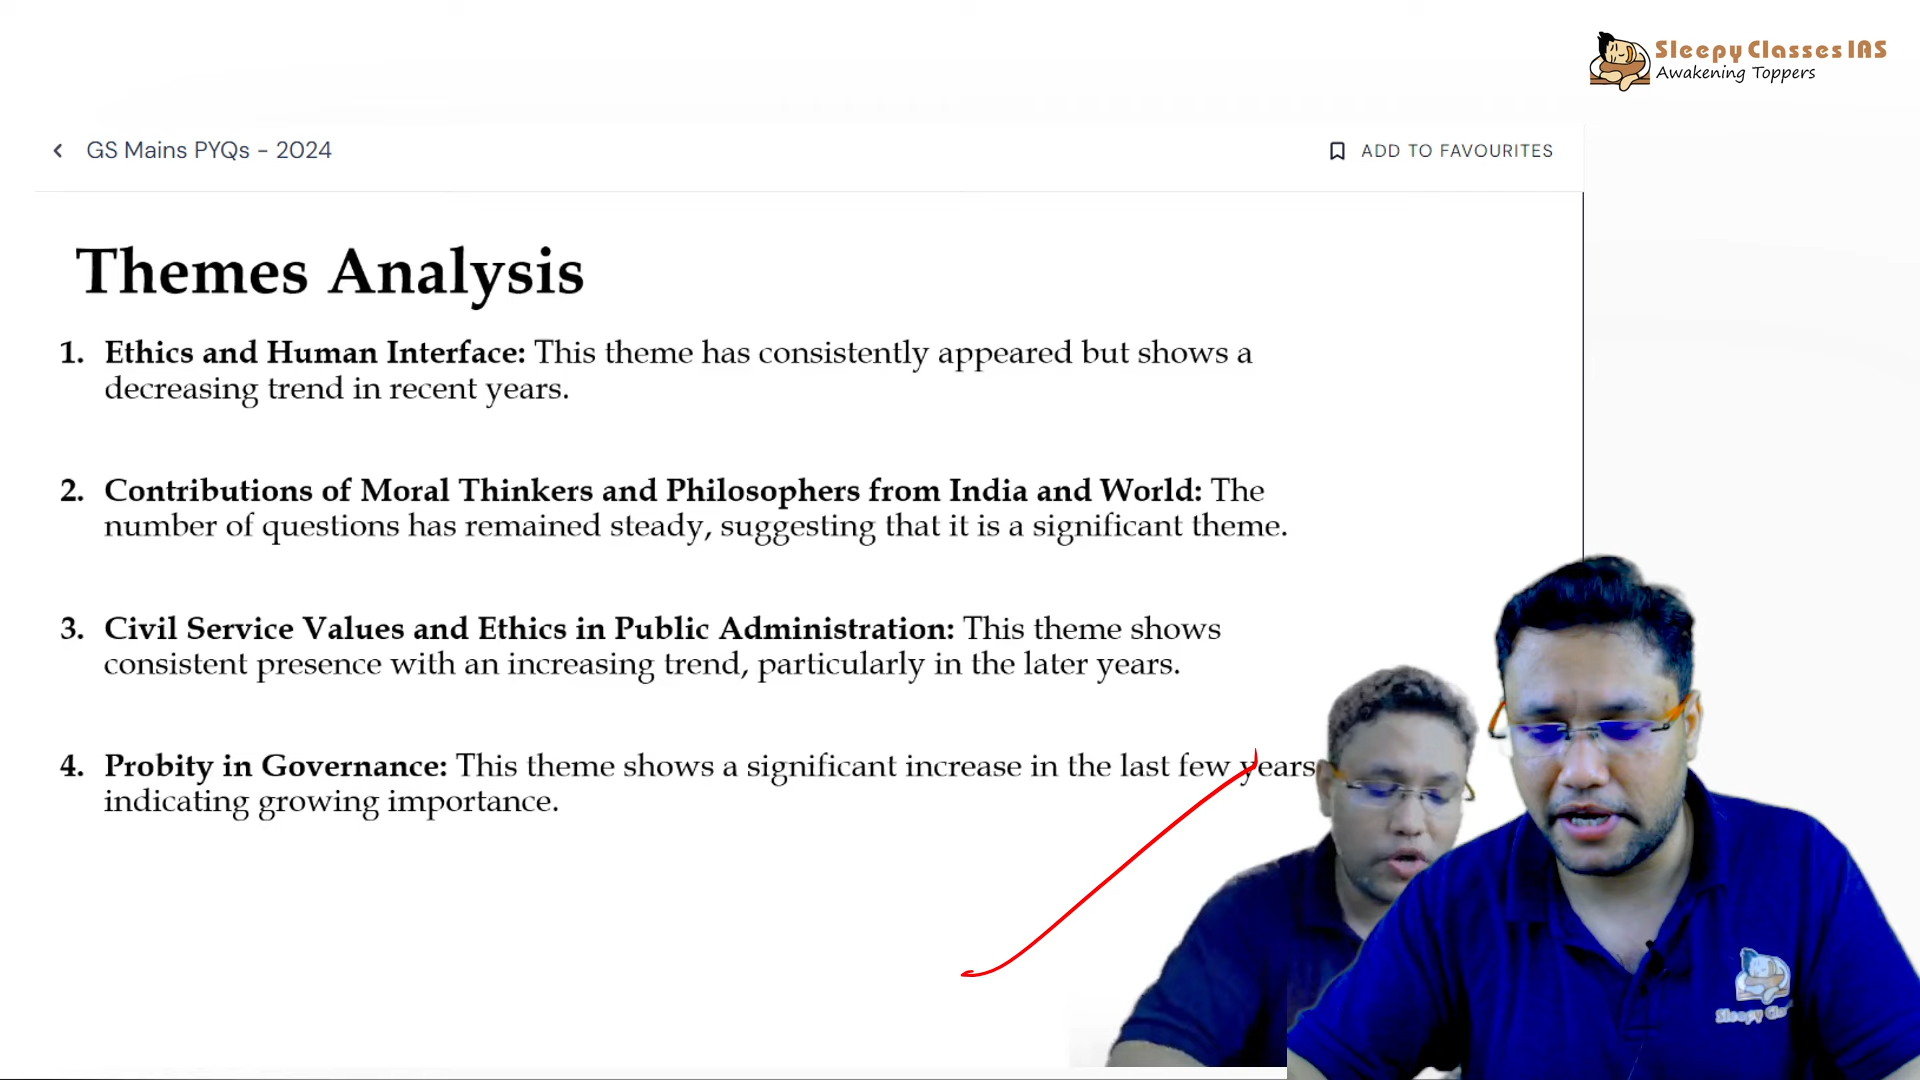 Sleepy Classes IAS
Awakening Toppers
GS Mains PYQs - 2024
ADD TO FAVOURITES
Themes Analysis
1. Ethics and Human Interface: This theme has consistently appeared but shows a
decreasing trend in recent years.
2. Contributions of Moral Thinkers and Philosophers from India and World: The
number of questions has remained steady, suggesting that it is a significant theme.
3. Civil Service Values and Ethics in Public Administration: This theme shows
consistent presence with an increasing trend, particularly in the later years.
4. Probity in Governance: This theme shows a significant increase in the last few years
indicating growing importance.
Sleepy